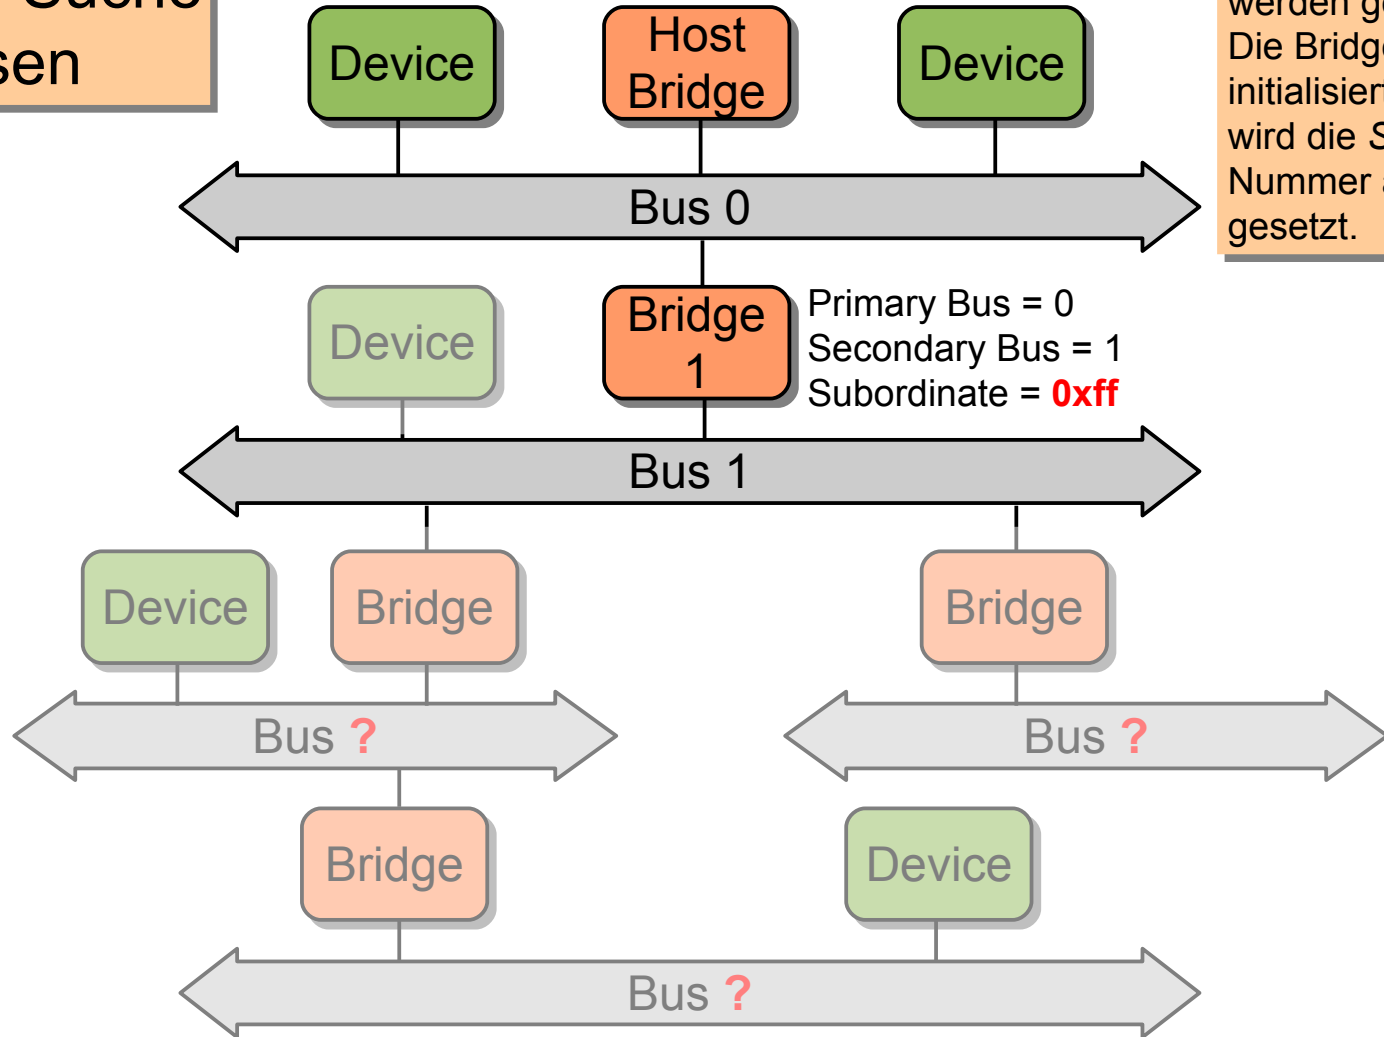 sen
Die
initialisier
wird die
Nummer
gesetzt.
Device
Host
Bridge
Device
Bus 0
Device
Bridge
1
Primary Bus = 0
Secondary Bus = 1
Subordinate = 0xff
Bus 1
Device
Bridge
Bridge
Bus ?
Bus ?
Bridge
Device
Bus ?